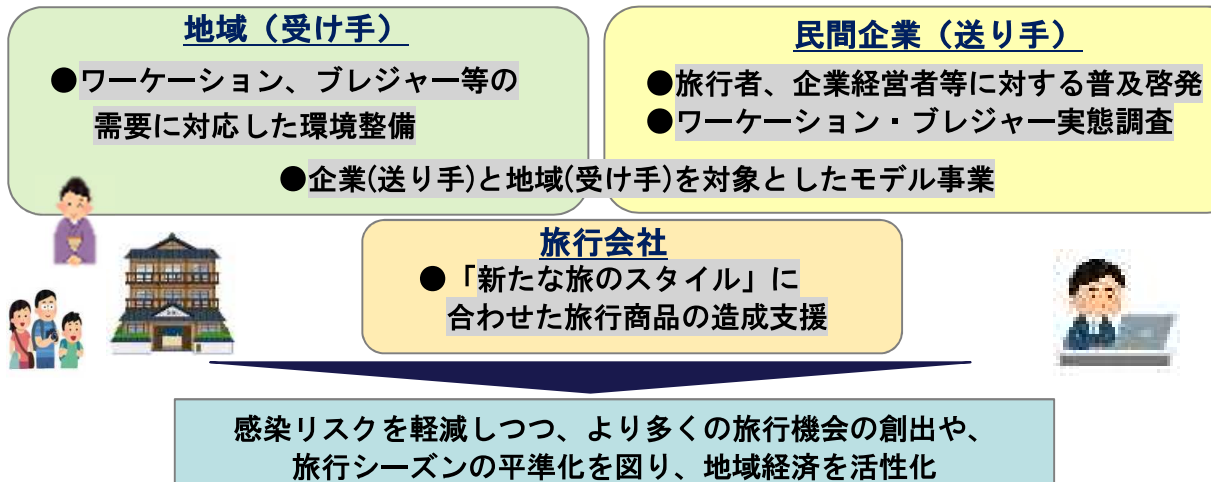 地域（受け手）
●ワーケーション、ブレジャー等の
需要に対応した環境整備
民間企業（送り手）
●旅行者、企業経営者等に対する普及啓発
●ワーケーション・ブレジャー実態調査
●企業(送り手)と地域(受け手)を対象としたモデル事業
旅行会社
●「新たな旅のスタイル」に
合わせた旅行商品の造成支援
感染リスクを軽減しつつ、より多くの旅行機会の創出や、
旅行シーズンの平準化を図り、地域経済を活性化